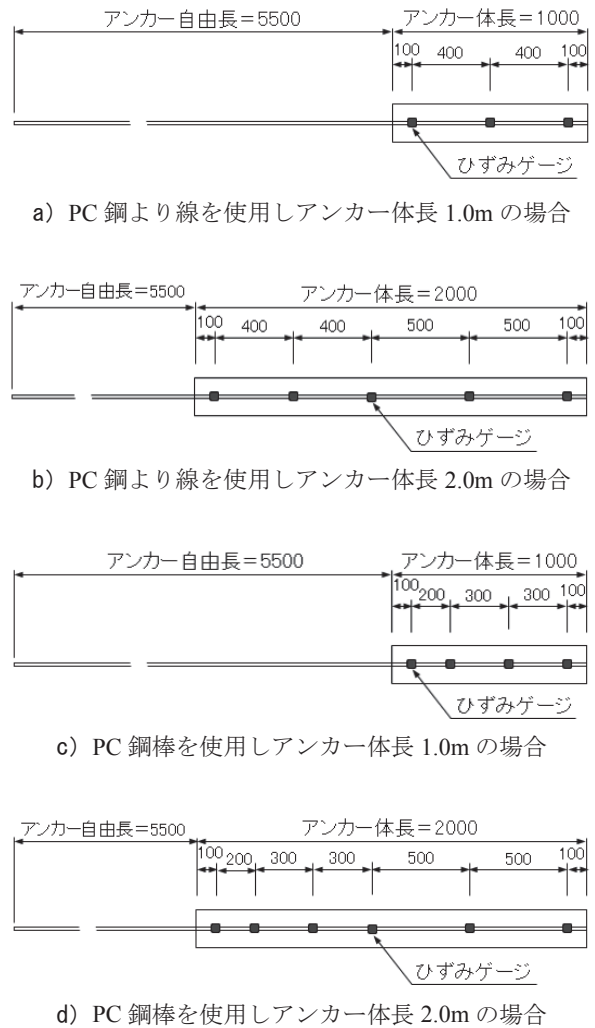 アンカー自由長=5500 アンカー体長=1000
100 400 400 100
ひずみゲージ
a) PC 鋼より線を使用しアンカー体長 1.0m の場合
アンカー自由長=5500 アンカー体長=2000
100 400 400 500 500 100
ひずみゲージ
b) PC 鋼より線を使用しアンカー体長 2.0m の場合
アンカー自由長=5500 アンカー体長=1000
100 200 300 300 100
ひずみゲージ
c) PC 鋼棒を使用しアンカー体長 1.0m の場合
アンカー自由長=5500 アンカー体長=2000
100 200 300 300 500 500 100
ひずみゲージ
d) PC 鋼棒を使用しアンカー体長 2.0m の場合